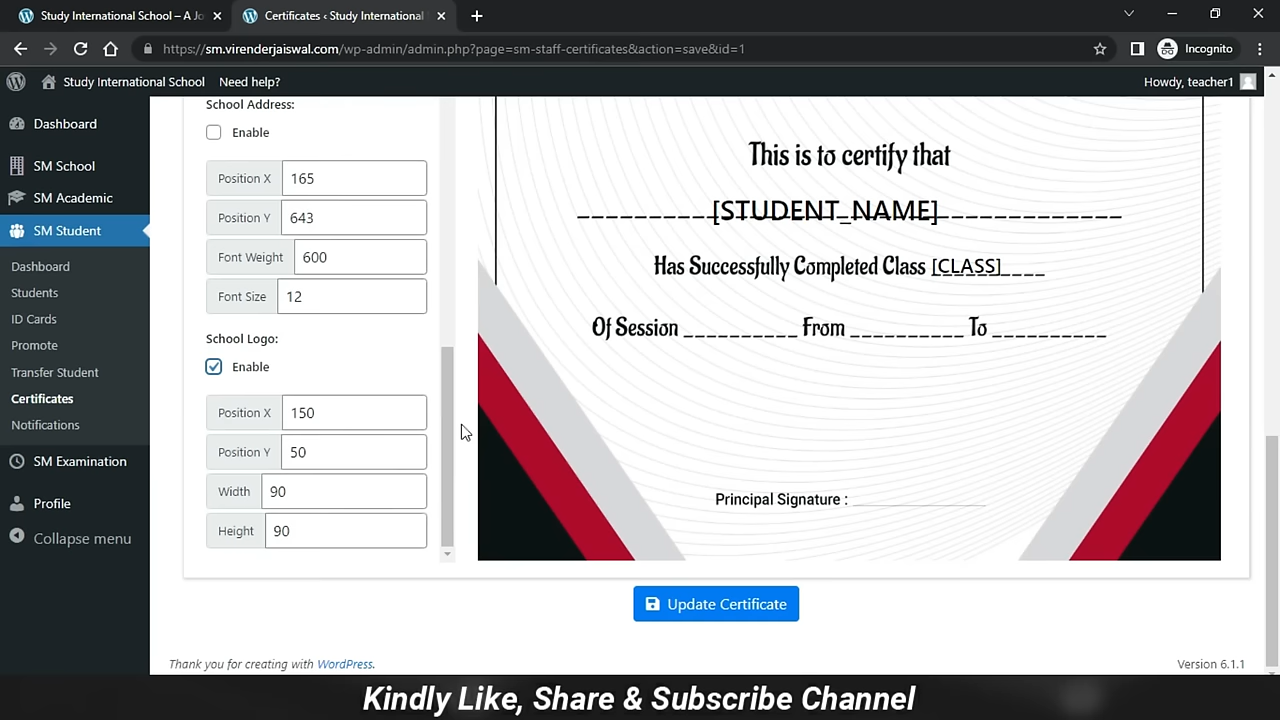 Study International School – A Jo
Certificates ‹ Study International
https://sm.virenderjaiswal.com/wp-admin/admin.php?page=sm-staff-certificates&action=save&id=1
Incognito
Study International School
Need help?
Howdy, teacher1
Dashboard
SM School
SM Academic
SM Student
Dashboard
Students
ID Cards
Promote
Transfer Student
Certificates
Notifications
SM Examination
Profile
Collapse menu
School Address:
Enable
Position X 165
Position Y 643
Font Weight 600
Font Size 12
School Logo:
Enable
Position X 150
Position Y 50
Width 90
Height 90
This is to certify that
[STUDENT_NAME]
Has Successfully Completed Class [CLASS]____
Of Session __________ From __________ To __________
Principal Signature : ____________________
Update Certificate
Thank you for creating with WordPress.
Version 6.1.1
Kindly Like, Share & Subscribe Channel